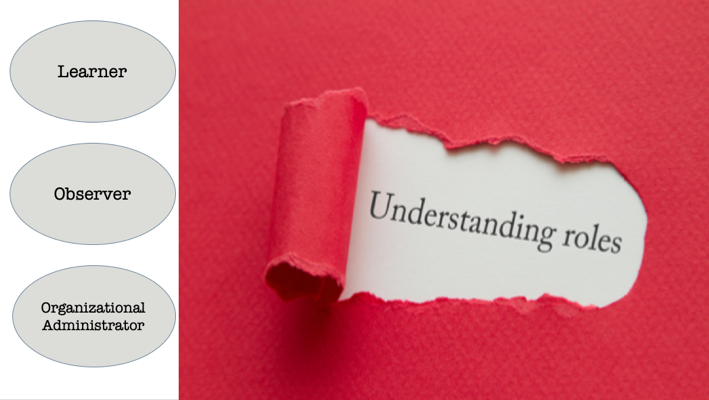 Learner
Observer
Organizational
Administrator
Understanding roles